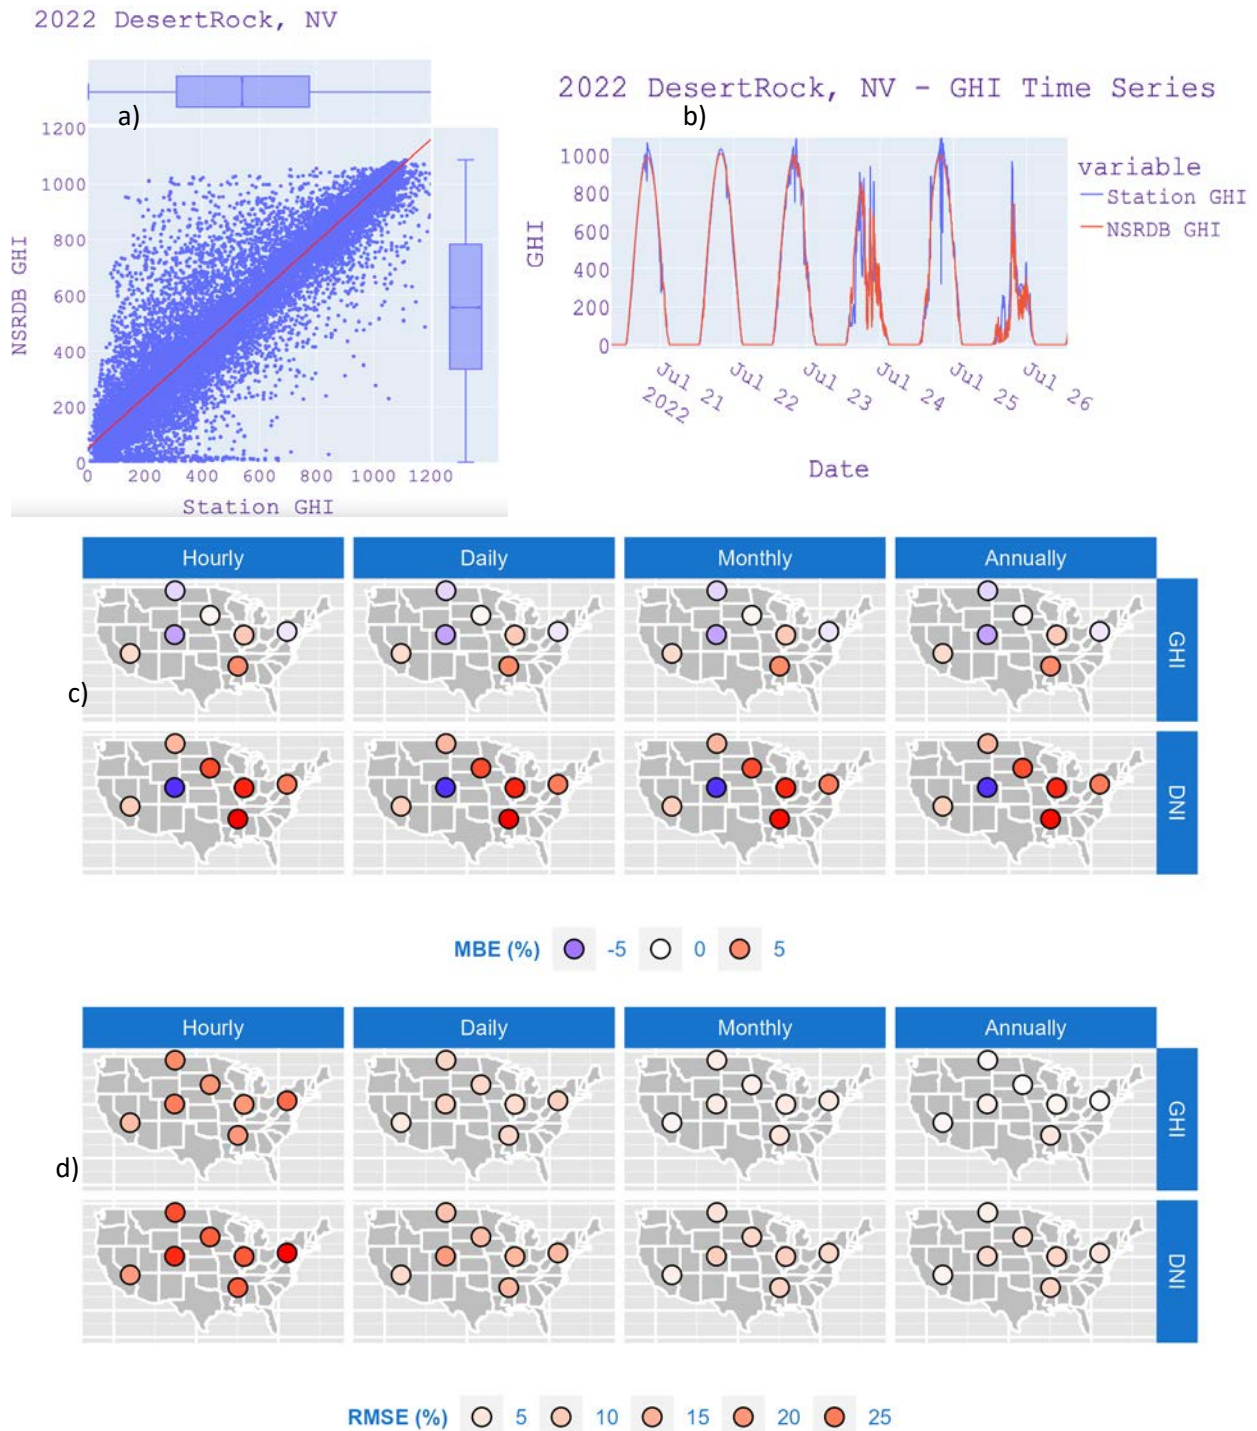 2022 DesertRock, NV
a)
1200
1000
800
600
400
200
0
NSRDB GHI
0 200 400 600 800 1000 1200
Station GHI
2022 DesertRock, NV - GHI Time Series
b)
1000
800
600
400
200
0
GHI
Jul 21 Jul 22 Jul 23 Jul 24 Jul 25 Jul 26
2022
Date
variable
Station GHI
NSRDB GHI
c)
Hourly Daily Monthly Annually
GHI
DNI
MBE (%) -5 0 5
d)
Hourly Daily Monthly Annually
GHI
DNI
RMSE (%) 5 10 15 20 25